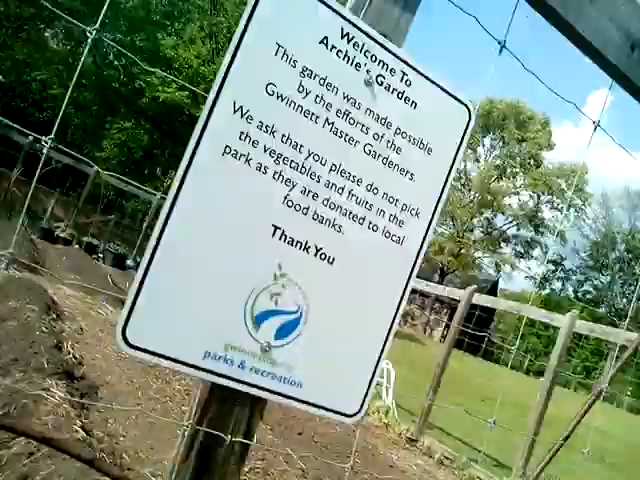 Welcome To
Archie's Garden
This garden was made possible
by the efforts of the
Gwinnett Master Gardeners.
We ask that you please do not pick
the vegetables and fruits in the
park as they are donated to local
food banks.
Thank You
gwinnett
parks & recreation